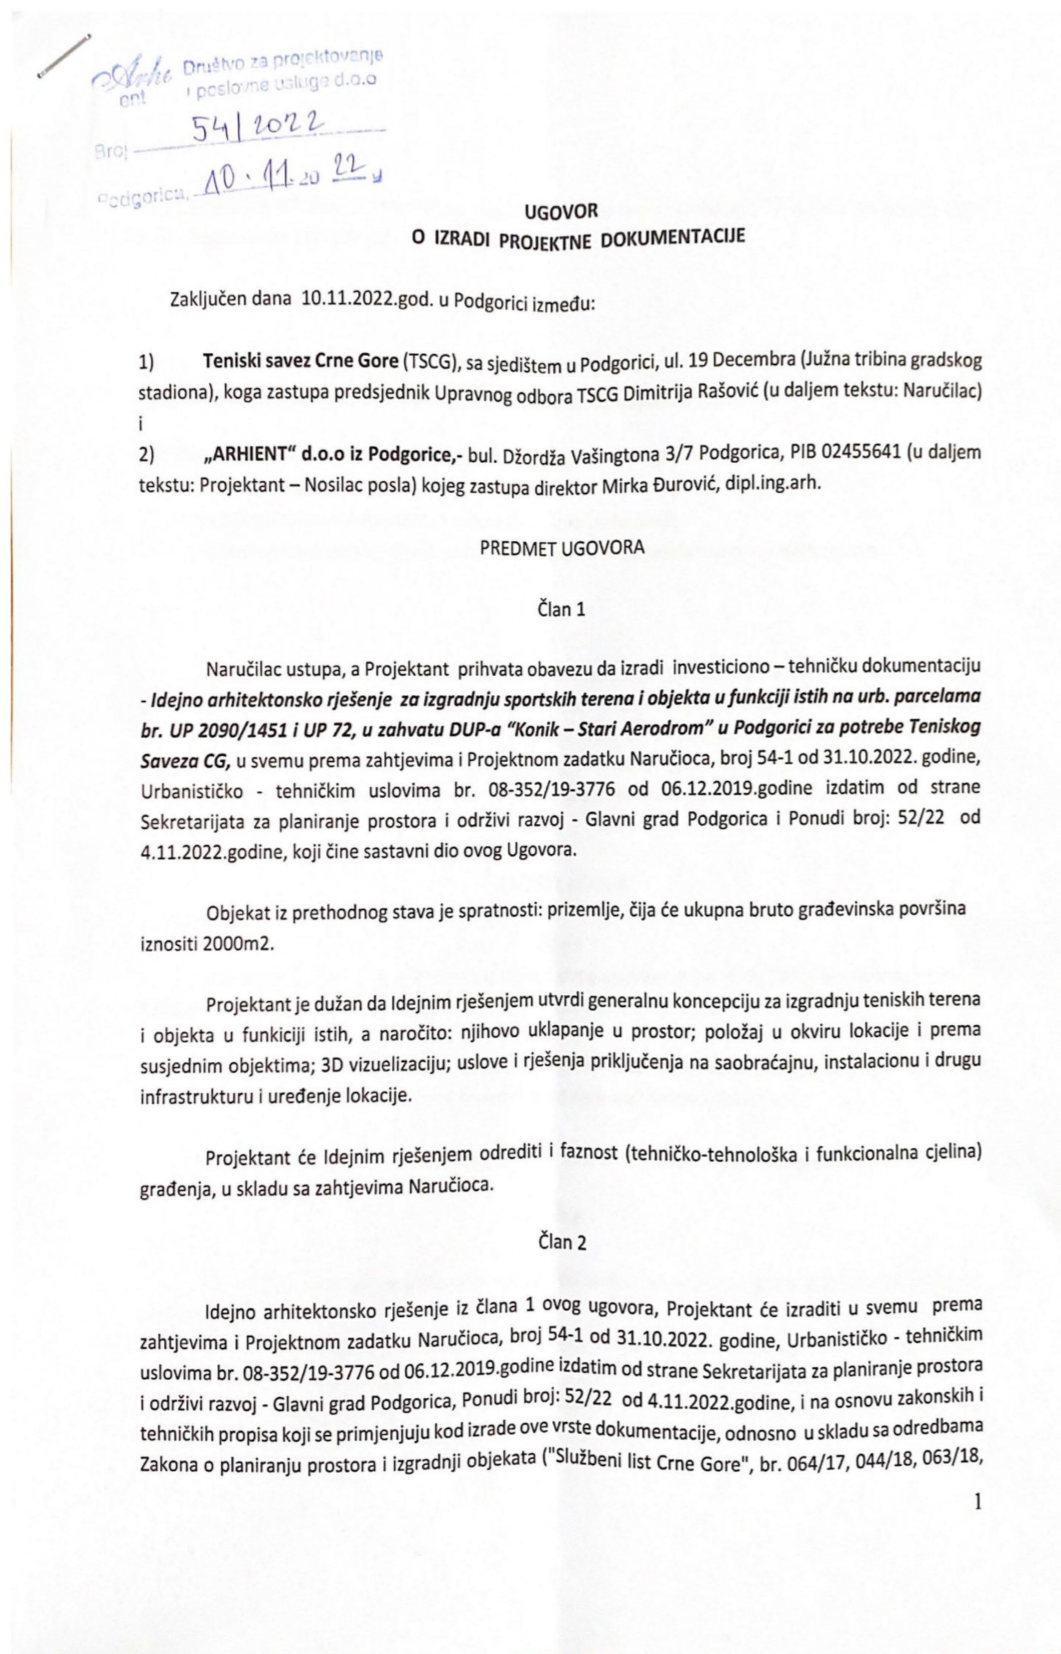 Arhi Društvo za projektovanje
ent i poslovne usluge d.o.o
Broj 54/2022
Podgorica, 10.11.2022
UGOVOR
O IZRADI PROJEKTNE DOKUMENTACIJE
Zaključen dana 10.11.2022.god. u Podgorici između:
1) Teniski savez Crne Gore (TSCG), sa sjedištem u Podgorici, ul. 19 Decembra (Južna tribina gradskog
stadiona), koga zastupa predsjednik Upravnog odbora TSCG Dimitrija Rašović (u daljem tekstu: Naručilac)
i
2) „ARHIENT“ d.o.o iz Podgorice,- bul. Džordža Vašingtona 3/7 Podgorica, PIB 02455641 (u daljem
tekstu: Projektant – Nosilac posla) kojeg zastupa direktor Mirka Đurović, dipl.ing.arh.
PREDMET UGOVORA
Član 1
Naručilac ustupa, a Projektant prihvata obavezu da izradi investiciono – tehničku dokumentaciju
- Idejno arhitektonsko rješenje za izgradnju sportskih terena i objekta u funkciji istih na urb. parcelama
br. UP 2090/1451 i UP 72, u zahvatu DUP-a “Konik – Stari Aerodrom” u Podgorici za potrebe Teniskog
Saveza CG, u svemu prema zahtjevima i Projektnom zadatku Naručioca, broj 54-1 od 31.10.2022. godine,
Urbanističko - tehničkim uslovima br. 08-352/19-3776 od 06.12.2019.godine izdatim od strane
Sekretarijata za planiranje prostora i održivi razvoj - Glavni grad Podgorica i Ponudi broj: 52/22 od
4.11.2022.godine, koji čine sastavni dio ovog Ugovora.
Objekat iz prethodnog stava je spratnosti: prizemlje, čija će ukupna bruto građevinska površina
iznositi 2000m2.
Projektant je dužan da Idejnim rješenjem utvrdi generalnu koncepciju za izgradnju teniskih terena
i objekta u funkiciji istih, a naročito: njihovo uklapanje u prostor; položaj u okviru lokacije i prema
susjednim objektima; 3D vizuelizaciju; uslove i rješenja priključenja na saobraćajnu, instalacionu i drugu
infrastrukturu i uređenje lokacije.
Projektant će Idejnim rješenjem odrediti i faznost (tehničko-tehnološka i funkcionalna cjelina)
građenja, u skladu sa zahtjevima Naručioca.
Član 2
Idejno arhitektonsko rješenje iz člana 1 ovog ugovora, Projektant će izraditi u svemu prema
zahtjevima i Projektnom zadatku Naručioca, broj 54-1 od 31.10.2022. godine, Urbanističko - tehničkim
uslovima br. 08-352/19-3776 od 06.12.2019.godine izdatim od strane Sekretarijata za planiranje prostora
i održivi razvoj - Glavni grad Podgorica, Ponudi broj: 52/22 od 4.11.2022.godine, i na osnovu zakonskih i
tehničkih propisa koji se primjenjuju kod izrade ove vrste dokumentacije, odnosno u skladu sa odredbama
Zakona o planiranju prostora i izgradnji objekata ("Službeni list Crne Gore", br. 064/17, 044/18, 063/18,
1